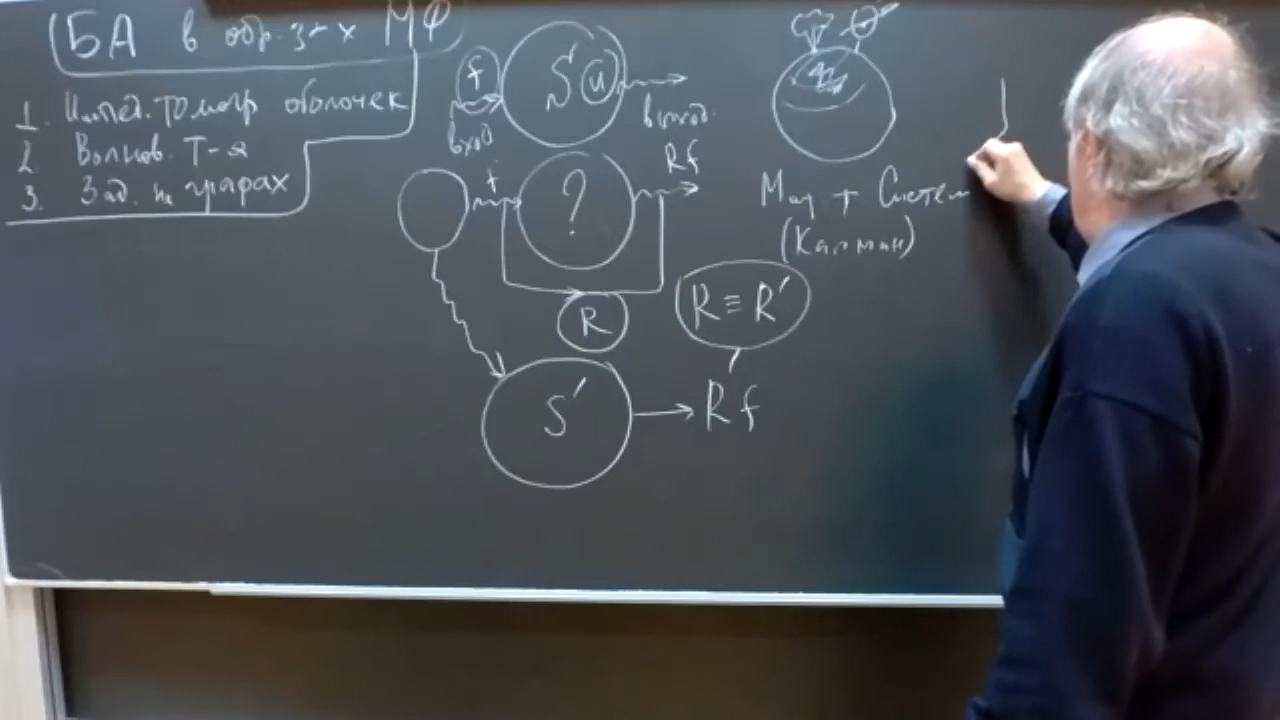 БА в обр. з-х МФ
1. Импед. томогр оболочек
2. Волнов. Т-я
3. Зад. на графах
f
S
u
вход
выход.
f
?
Rf
R
R ≡ R′
S′
Rf
+ Систем
(Калман)